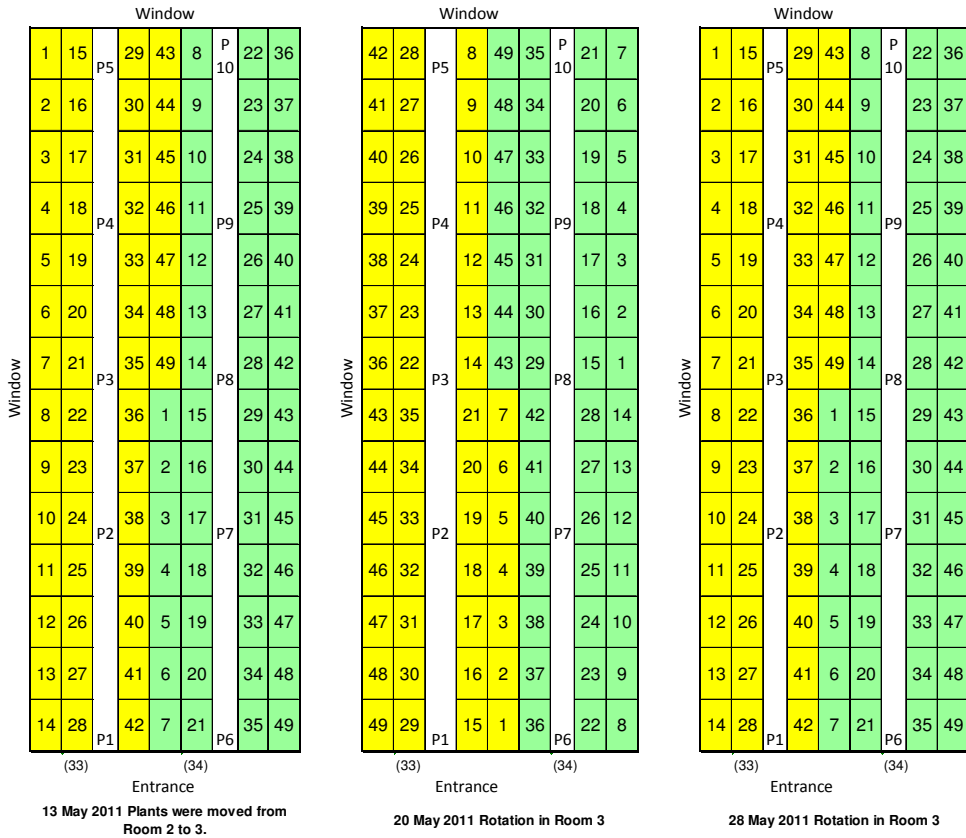 Window
Window
1 15 P5 29 43 8 P 10 22 36
2 16 30 44 9 23 37
3 17 31 45 10 24 38
4 18 P4 32 46 11 P9 25 39
5 19 33 47 12 26 40
6 20 34 48 13 27 41
7 21 P3 35 49 14 P8 28 42
8 22 36 1 15 29 43
9 23 37 2 16 30 44
10 24 P2 38 3 17 P7 31 45
11 25 39 4 18 32 46
12 26 40 5 19 33 47
13 27 41 6 20 34 48
14 28 P1 42 7 21 P6 35 49
(33) (34)
Entrance
13 May 2011 Plants were moved from
Room 2 to 3.
Window
Window
42 28 P5 8 49 35 P 10 21 7
41 27 9 48 34 20 6
40 26 10 47 33 19 5
39 25 P4 11 46 32 P9 18 4
38 24 12 45 31 17 3
37 23 13 44 30 16 2
36 22 P3 14 43 29 P8 15 1
43 35 21 7 42 28 14
44 34 20 6 41 27 13
45 33 P2 19 5 40 P7 26 12
46 32 18 4 39 25 11
47 31 17 3 38 24 10
48 30 16 2 37 23 9
49 29 P1 15 1 36 P6 22 8
(33) (34)
Entrance
20 May 2011 Rotation in Room 3
Window
Window
1 15 P5 29 43 8 P 10 22 36
2 16 30 44 9 23 37
3 17 31 45 10 24 38
4 18 P4 32 46 11 P9 25 39
5 19 33 47 12 26 40
6 20 34 48 13 27 41
7 21 P3 35 49 14 P8 28 42
8 22 36 1 15 29 43
9 23 37 2 16 30 44
10 24 P2 38 3 17 P7 31 45
11 25 39 4 18 32 46
12 26 40 5 19 33 47
13 27 41 6 20 34 48
14 28 P1 42 7 21 P6 35 49
(33) (34)
Entrance
28 May 2011 Rotation in Room 3